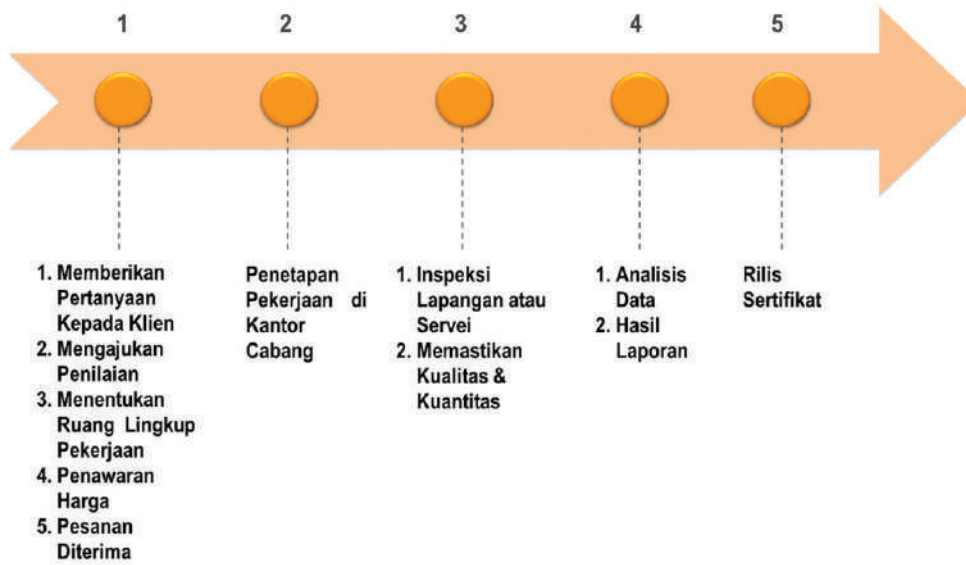 1
2
3
4
5
1. Memberikan
Pertanyaan
Kepada Klien
2. Mengajukan
Penilaian
3. Menentukan
Ruang Lingkup
Pekerjaan
4. Penawaran
Harga
5. Pesanan
Diterima
Penetapan
Pekerjaan di
Kantor
Cabang
1. Inspeksi
Lapangan atau
Servei
2. Memastikan
Kualitas &
Kuantitas
1. Analisis
Data
2. Hasil
Laporan
Rilis
Sertifikat